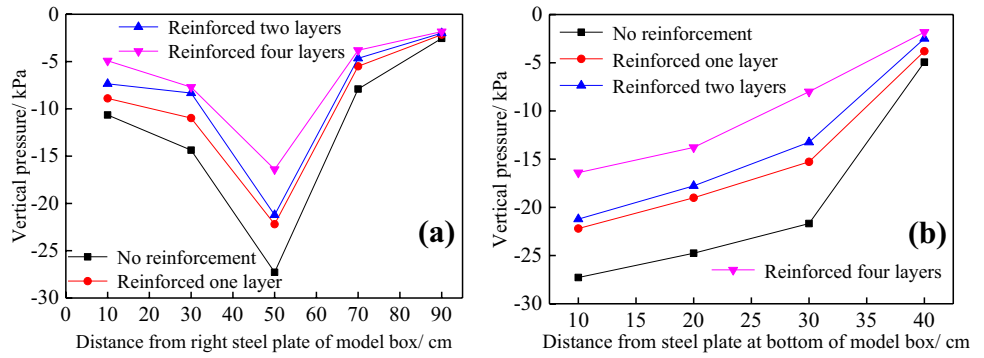 0
-5
-10
-15
-20
-25
-30
Vertical pressure/ kPa
Reinforced two layers
Reinforced four layers
(a)
No reinforcement
Reinforced one layer
0 10 20 30 40 50 60 70 80 90
Distance from right steel plate of model box/ cm
0
-5
-10
-15
-20
-25
-30
Vertical pressure/ kPa
No reinforcement
Reinforced one layer
Reinforced two layers
(b)
Reinforced four layers
10 15 20 25 30 35 40
Distance from steel plate at bottom of model box/ cm